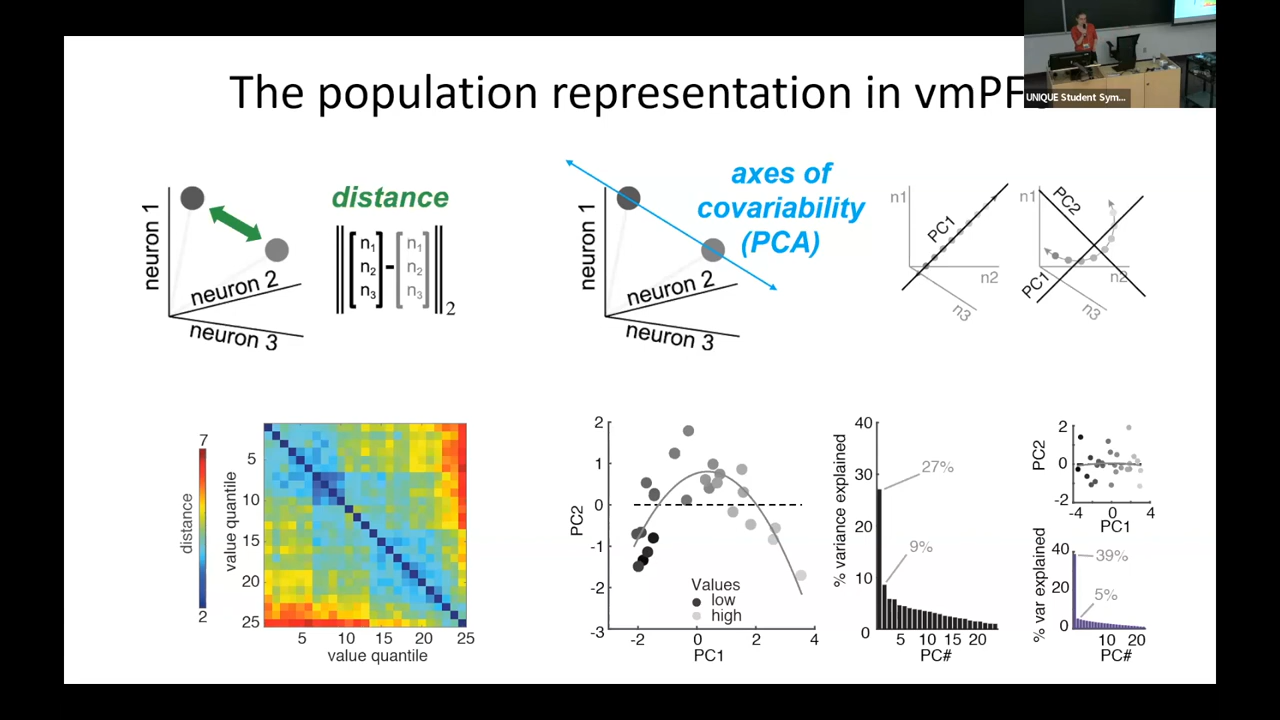 The population representation in vmPF
UNIQUE Student Sym...
neuron 1
neuron 2
neuron 3
distance
n1
n2
n3
-
n1
n2
n3
2
neuron 1
neuron 2
neuron 3
axes of
covariability
(PCA)
n1
PC1
n2
n3
n1
PC2
PC1
n2
n3
7
distance
2
value quantile
5
10
15
20
25
5 10 15 20 25
value quantile
PC2
2
1
0
-1
-2
-3
Values
low
high
-2 0 2 4
PC1
% variance explained
40
30
20
10
0
27%
9%
5 10 15 20
PC#
PC2
2
0
-2
-4 0 4
PC1
% var explained
40
20
0
39%
5%
10 20
PC#